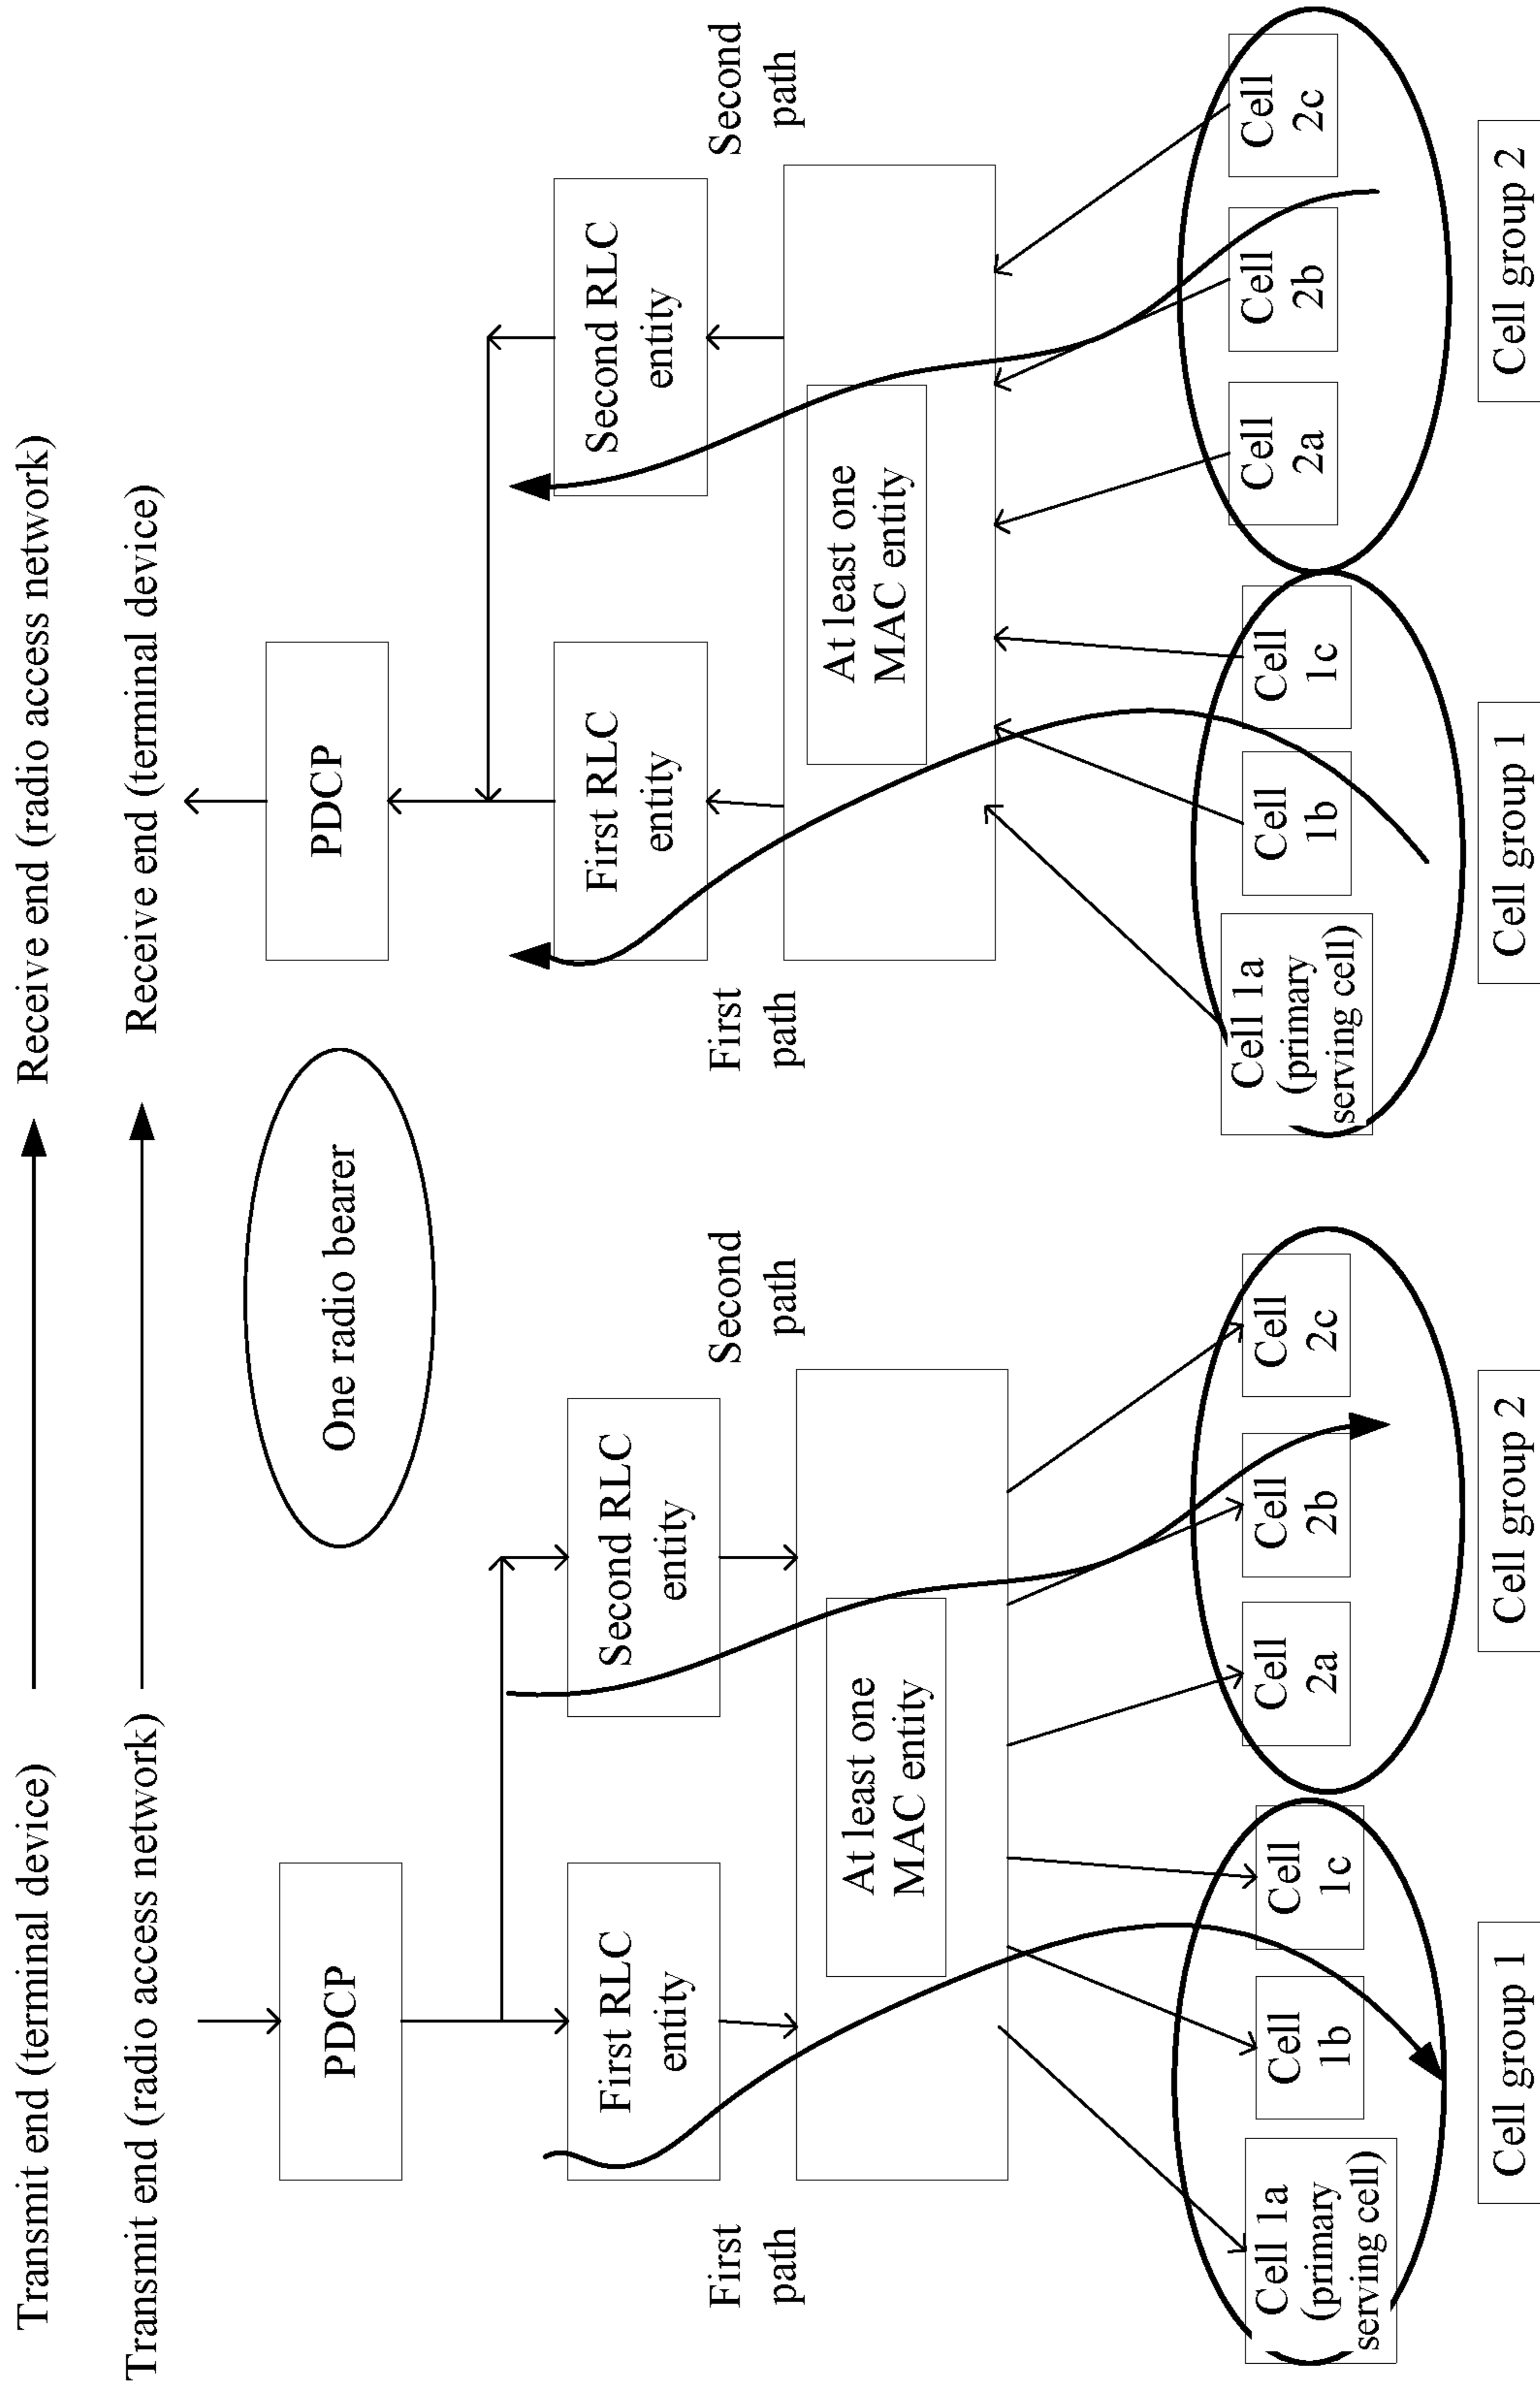 Transmit end (terminal device)
Receive end (radio access network)
Transmit end (radio access network)
Receive end (terminal device)
One radio bearer
PDCP
First RLC
entity
Second RLC
entity
First
path
Second
path
At least one
MAC entity
Cell 1a
(primary
serving cell)
Cell
1b
Cell
1c
Cell
2a
Cell
2b
Cell
2c
Cell group 1
Cell group 2
PDCP
First RLC
entity
Second RLC
entity
First
path
Second
path
At least one
MAC entity
Cell 1a
(primary
serving cell)
Cell
1b
Cell
1c
Cell
2a
Cell
2b
Cell
2c
Cell group 1
Cell group 2